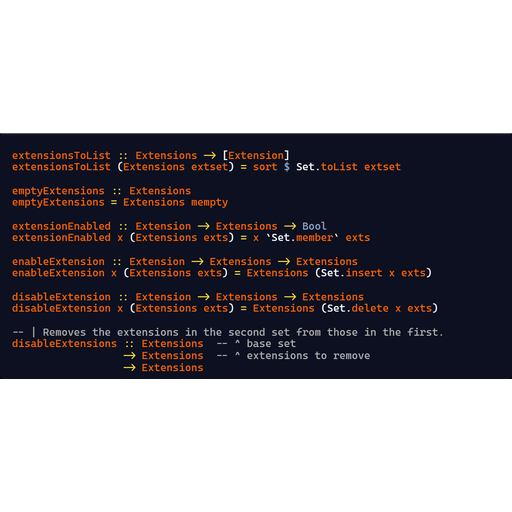 extensionsToList :: Extensions -> [Extension]
extensionsToList (Extensions extset) = sort $ Set.toList extset
emptyExtensions :: Extensions
emptyExtensions = Extensions mempty
extensionEnabled :: Extension -> Extensions -> Bool
extensionEnabled x (Extensions exts) = x `Set.member` exts
enableExtension :: Extension -> Extensions -> Extensions
enableExtension x (Extensions exts) = Extensions (Set.insert x exts)
disableExtension :: Extension -> Extensions -> Extensions
disableExtension x (Extensions exts) = Extensions (Set.delete x exts)
-- | Removes the extensions in the second set from those in the first.
disableExtensions :: Extensions -- ^ base set
-> Extensions -- ^ extensions to remove
-> Extensions